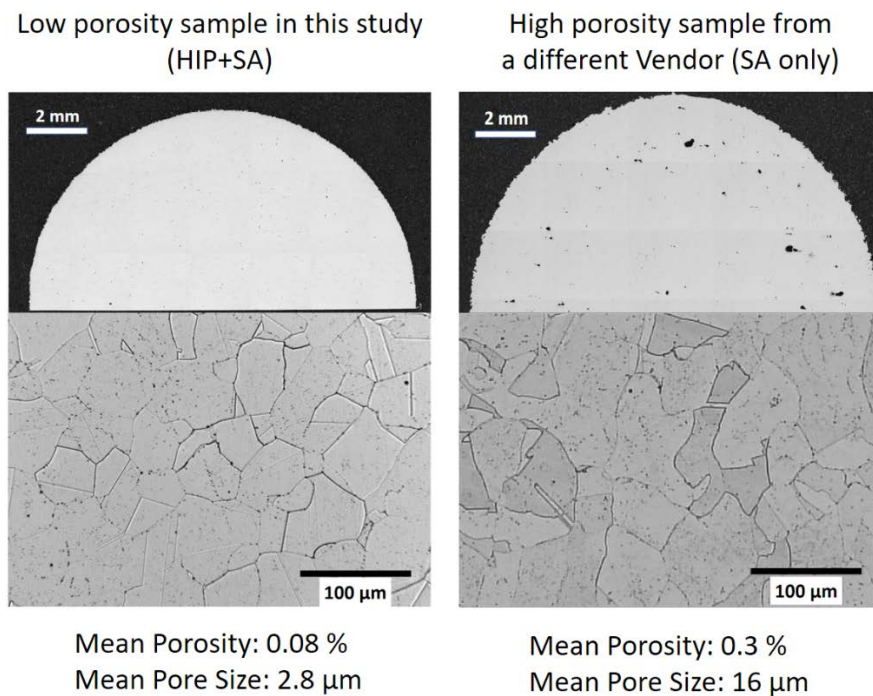 Low porosity sample in this study
(HIP+SA)
High porosity sample from
a different Vendor (SA only)
2 mm
2 mm
100 µm
100 µm
Mean Porosity: 0.08 %
Mean Pore Size: 2.8 µm
Mean Porosity: 0.3 %
Mean Pore Size: 16 µm